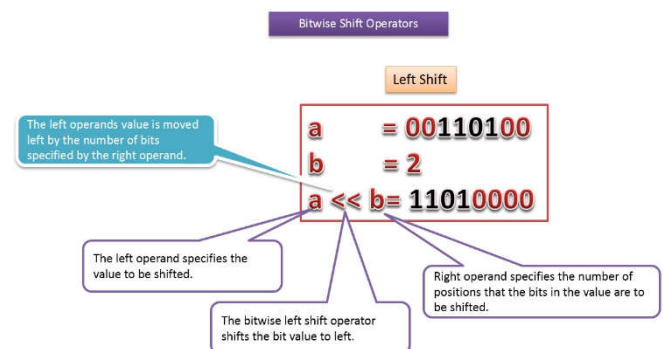 Bitwise Shift Operators
Left Shift
The left operands value is moved
left by the number of bits
specified by the right operand.
a = 00110100
b = 2
a << b= 11010000
The left operand specifies the
value to be shifted.
The bitwise left shift operator
shifts the bit value to left.
Right operand specifies the number of
positions that the bits in the value are to
be shifted.